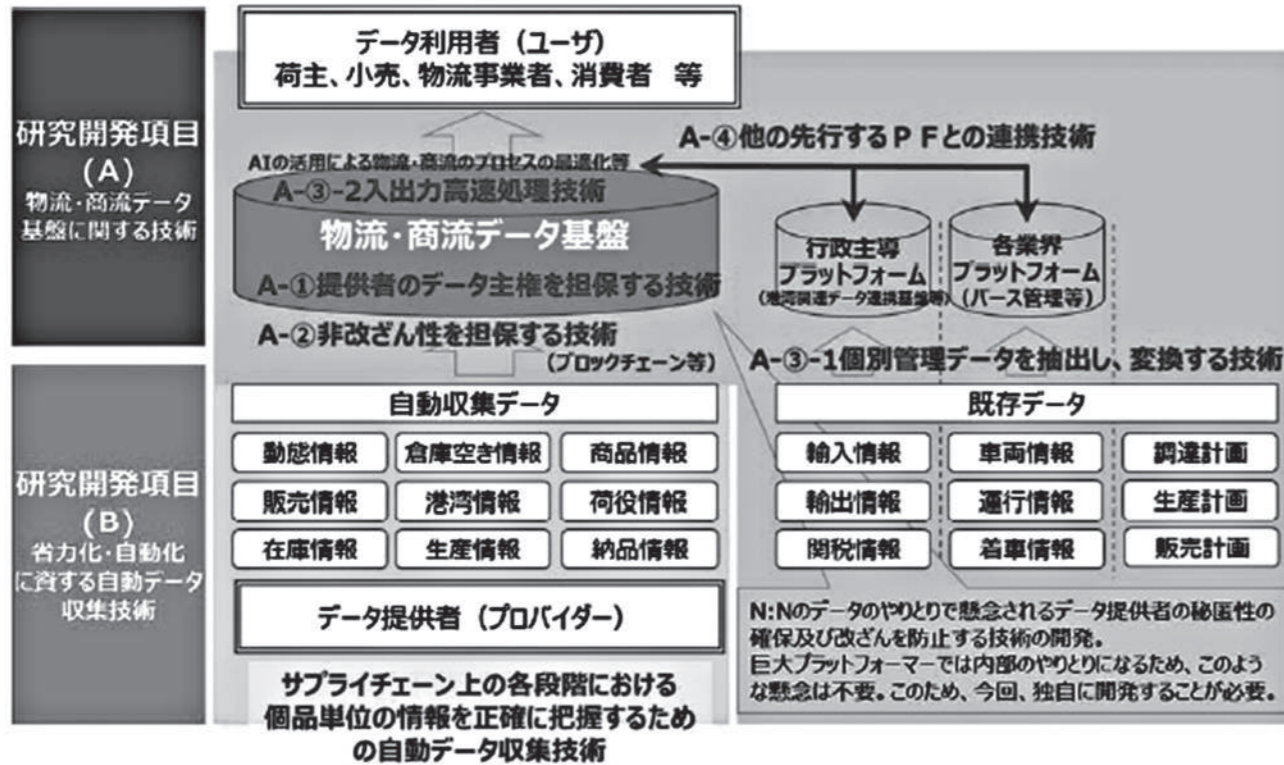 研究開発項目
(A)
物流・商流データ
基盤に関する技術
データ利用者（ユーザ）
荷主、小売、物流事業者、消費者　等
A-④他の先行するＰＦとの連携技術
AIの活用による物流・商流のプロセスの最適化等
A-③-2入出力高速処理技術
物流・商流データ基盤
A-①提供者のデータ主権を担保する技術
A-②非改ざん性を担保する技術
(ブロックチェーン等)
行政主導
プラットフォーム
(港湾関連データ連携基盤等)
各業界
プラットフォーム
(バース管理等)
A-③-1個別管理データを抽出し、変換する技術
研究開発項目
(B)
省力化・自動化
に資する自動データ
収集技術
自動収集データ
動態情報
倉庫空き情報
商品情報
販売情報
港湾情報
荷役情報
在庫情報
生産情報
納品情報
データ提供者（プロバイダー）
サプライチェーン上の各段階における
個品単位の情報を正確に把握するため
の自動データ収集技術
既存データ
輸入情報
車両情報
調達計画
輸出情報
運行情報
生産計画
関税情報
着車情報
販売計画
N:Nのデータのやりとりで懸念されるデータ提供者の秘匿性の
確保及び改ざんを防止する技術の開発。
巨大プラットフォーマーでは内部のやりとりになるため、このよう
な懸念は不要。このため、今回、独自に開発することが必要。